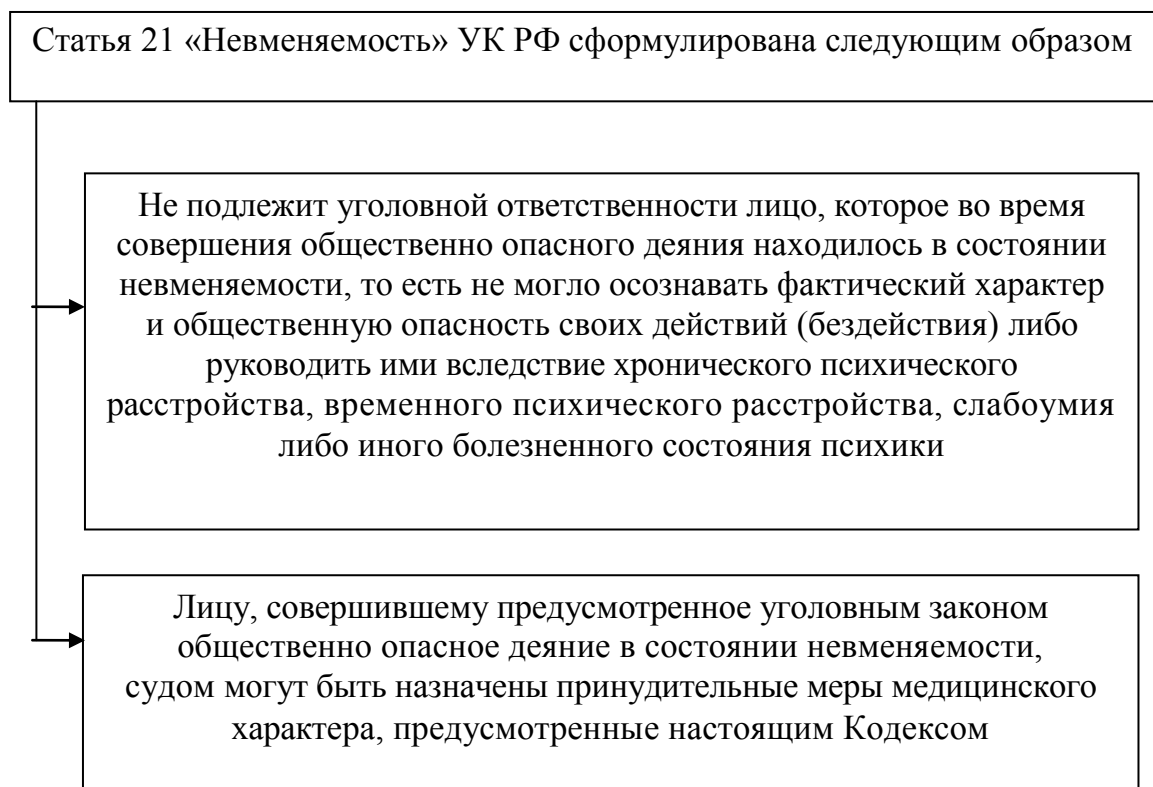 Статья 21 «Невменяемость» УК РФ сформулирована следующим образом
Не подлежит уголовной ответственности лицо, которое во время
совершения общественно опасного деяния находилось в состоянии
невменяемости, то есть не могло осознавать фактический характер
и общественную опасность своих действий (бездействия) либо
руководить ими вследствие хронического психического
расстройства, временного психического расстройства, слабоумия
либо иного болезненного состояния психики
Лицу, совершившему предусмотренное уголовным законом
общественно опасное деяние в состоянии невменяемости,
судом могут быть назначены принудительные меры медицинского
характера, предусмотренные настоящим Кодексом